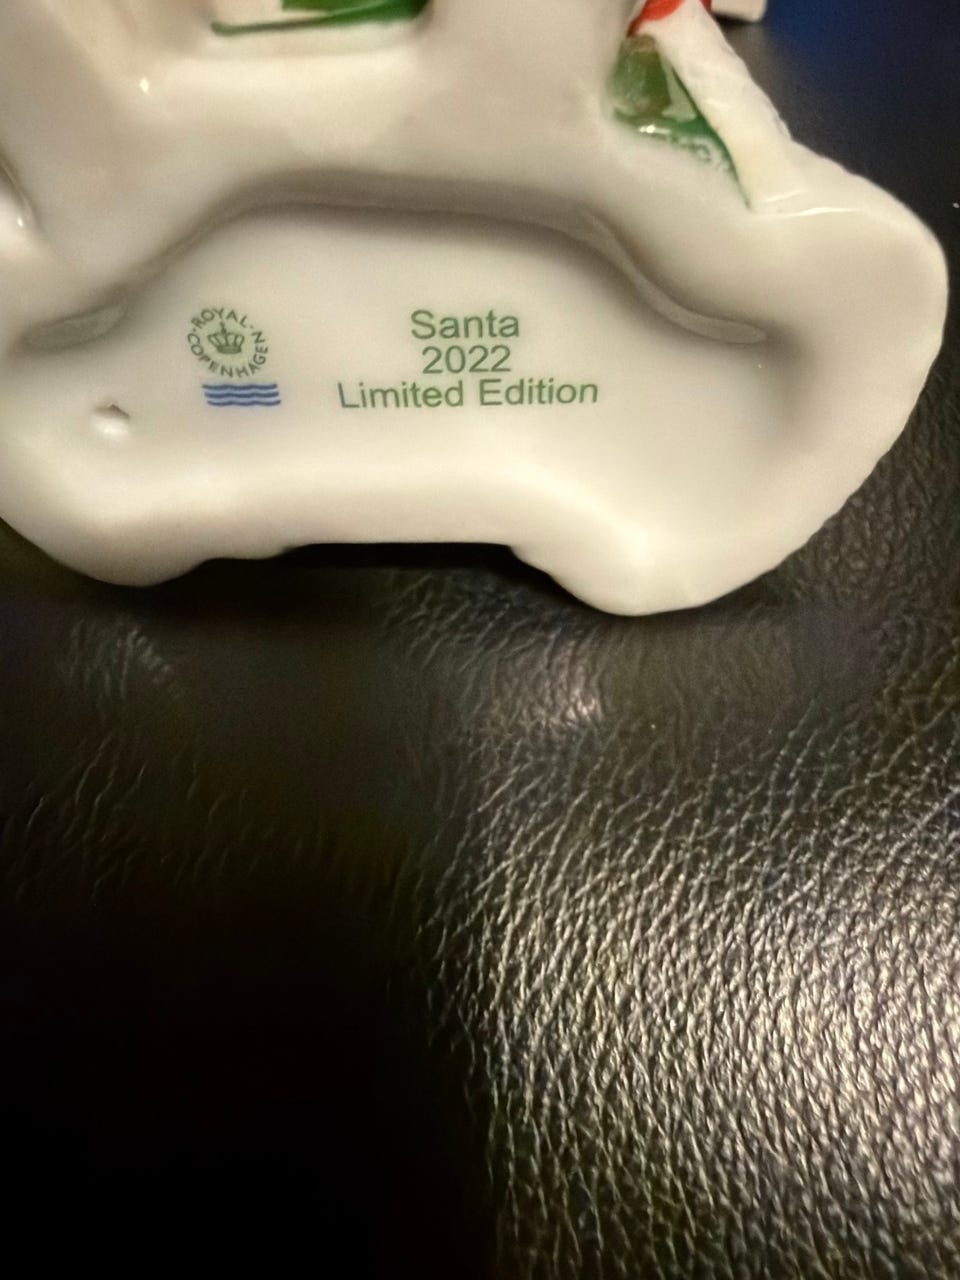 ROYAL
COPENHAGEN
Santa
2022
Limited Edition